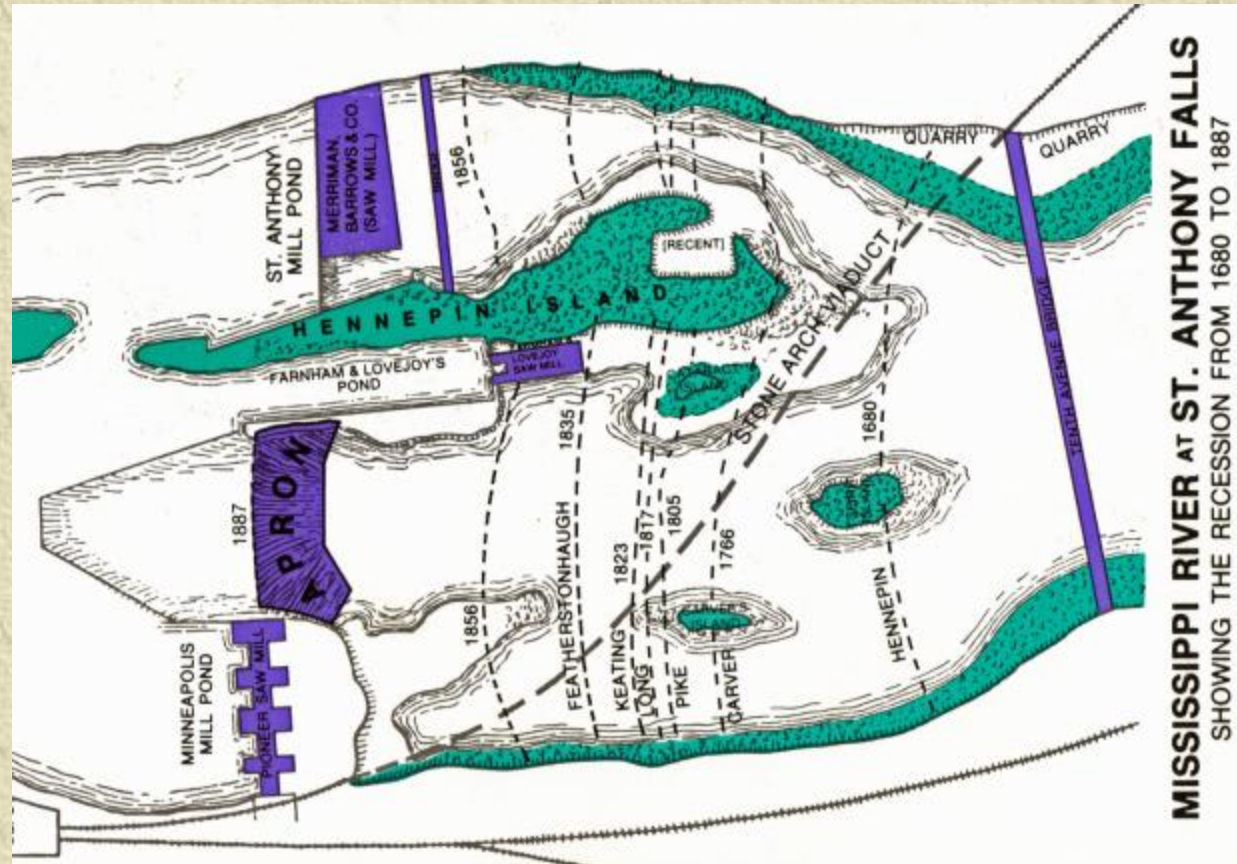 MISSISSIPPI RIVER AT ST. ANTHONY FALLS
SHOWING THE RECESSION FROM 1680 TO 1887
ST. ANTHONY
MILL POND
MERRIMAN,
BARROWS & CO.
(SAW MILL.)
BRIDGE
1856
QUARRY
QUARRY
[RECENT]
HENNEPIN ISLAND
FARNHAM & LOVEJOY'S
POND
LOVEJOY
SAW MILL
ISLAND
STONE ARCH VIADUCT
TENTH AVENUE BRIDGE
1887
APRON
1835
1680
FEATHERSTONHAUGH
1823
1817
1805
1766
1856
KEATING
LONG
PIKE
CARVER
CARVER'S
ISLAND
HENNEPIN
MINNEAPOLIS
MILL POND
PIONEER SAW MILL